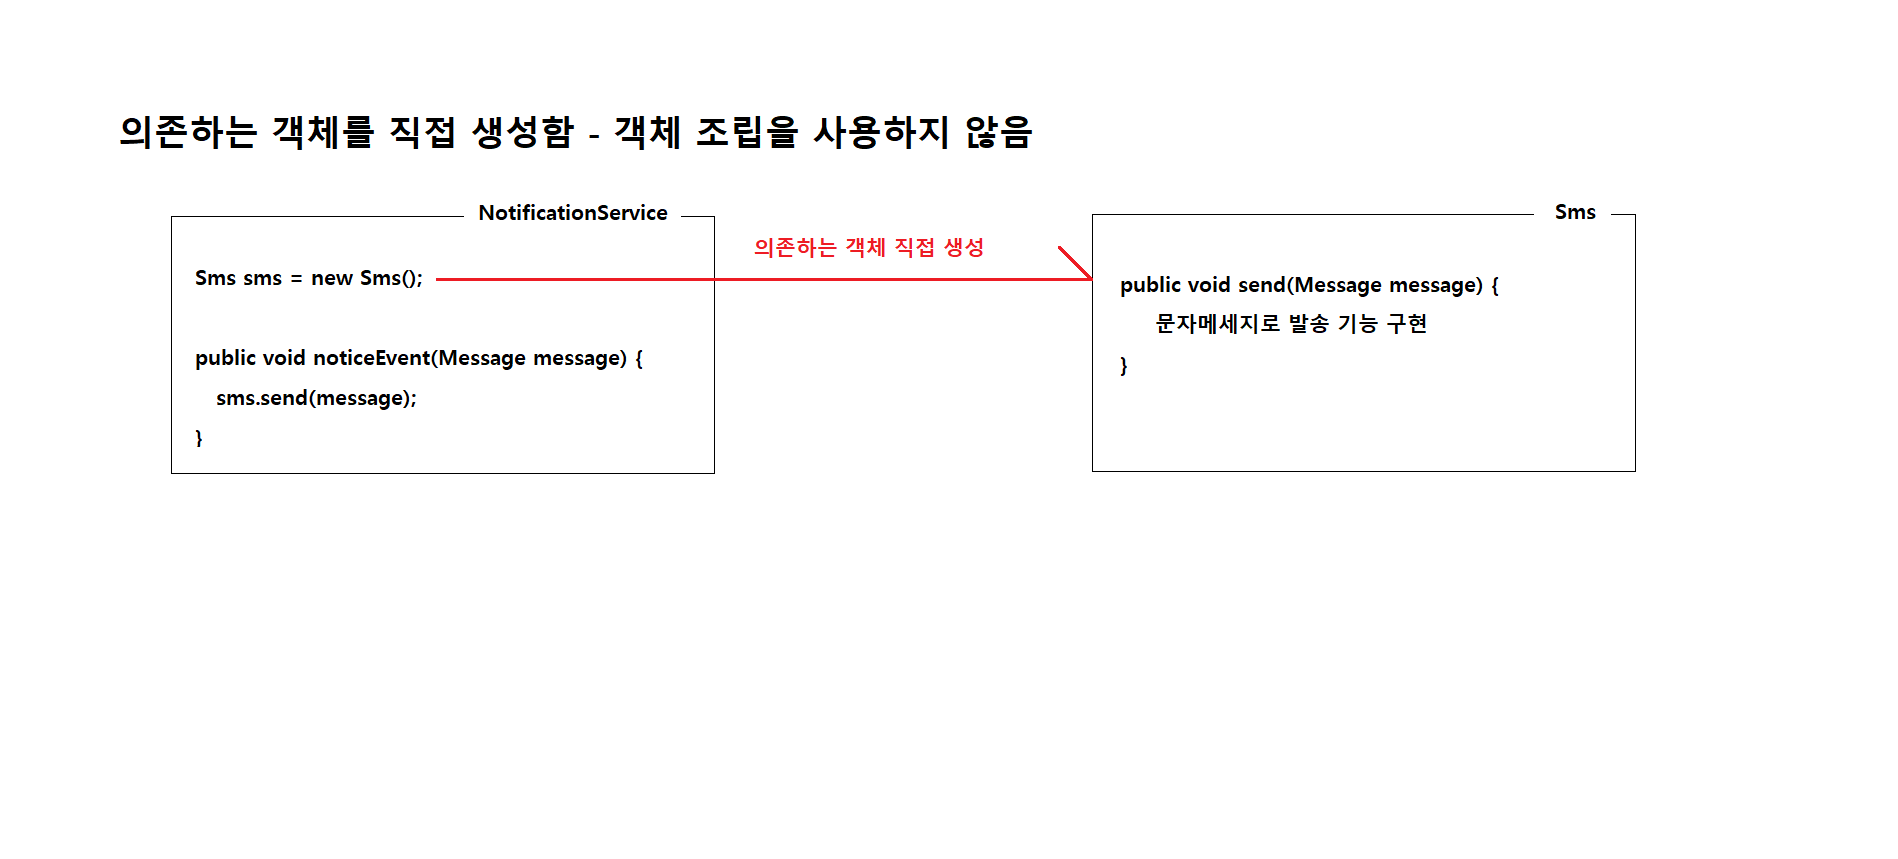 의존하는 객체를 직접 생성함 - 객체 조립을 사용하지 않음
NotificationService
Sms sms = new Sms();
public void noticeEvent(Message message) {
sms.send(message);
}
의존하는 객체 직접 생성
Sms
public void send(Message message) {
문자메세지로 발송 기능 구현
}